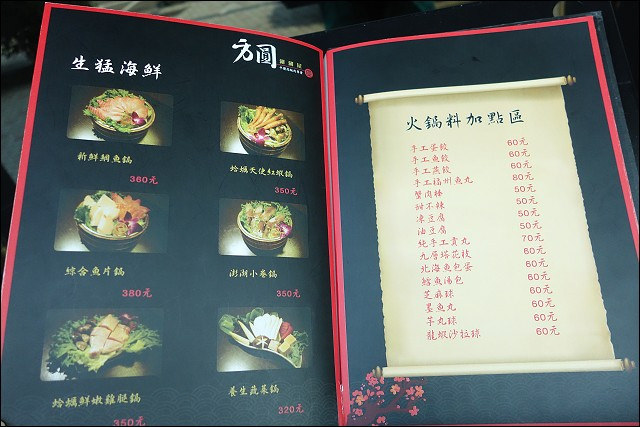 生猛海鮮
方圓
新鮮鯛魚鍋
360元
蛤蠣天使紅蝦鍋
350元
綜合魚片鍋
380元
澎湖小卷鍋
350元
蛤蠣鮮嫩雞腿鍋
350元
養生蔬菜鍋
320元
火鍋料加點區
手工蛋餃 60元
手工魚餃 60元
手工燕餃 60元
手工福州魚丸 80元
蟹肉棒 50元
甜不辣 50元
凍豆腐 50元
油豆腐 50元
純手工貢丸 70元
九層塔花枝 60元
北海魚包蛋 60元
鱈魚湯包 60元
芝麻球 60元
墨魚丸 60元
芋丸球 60元
龍蝦沙拉球 60元